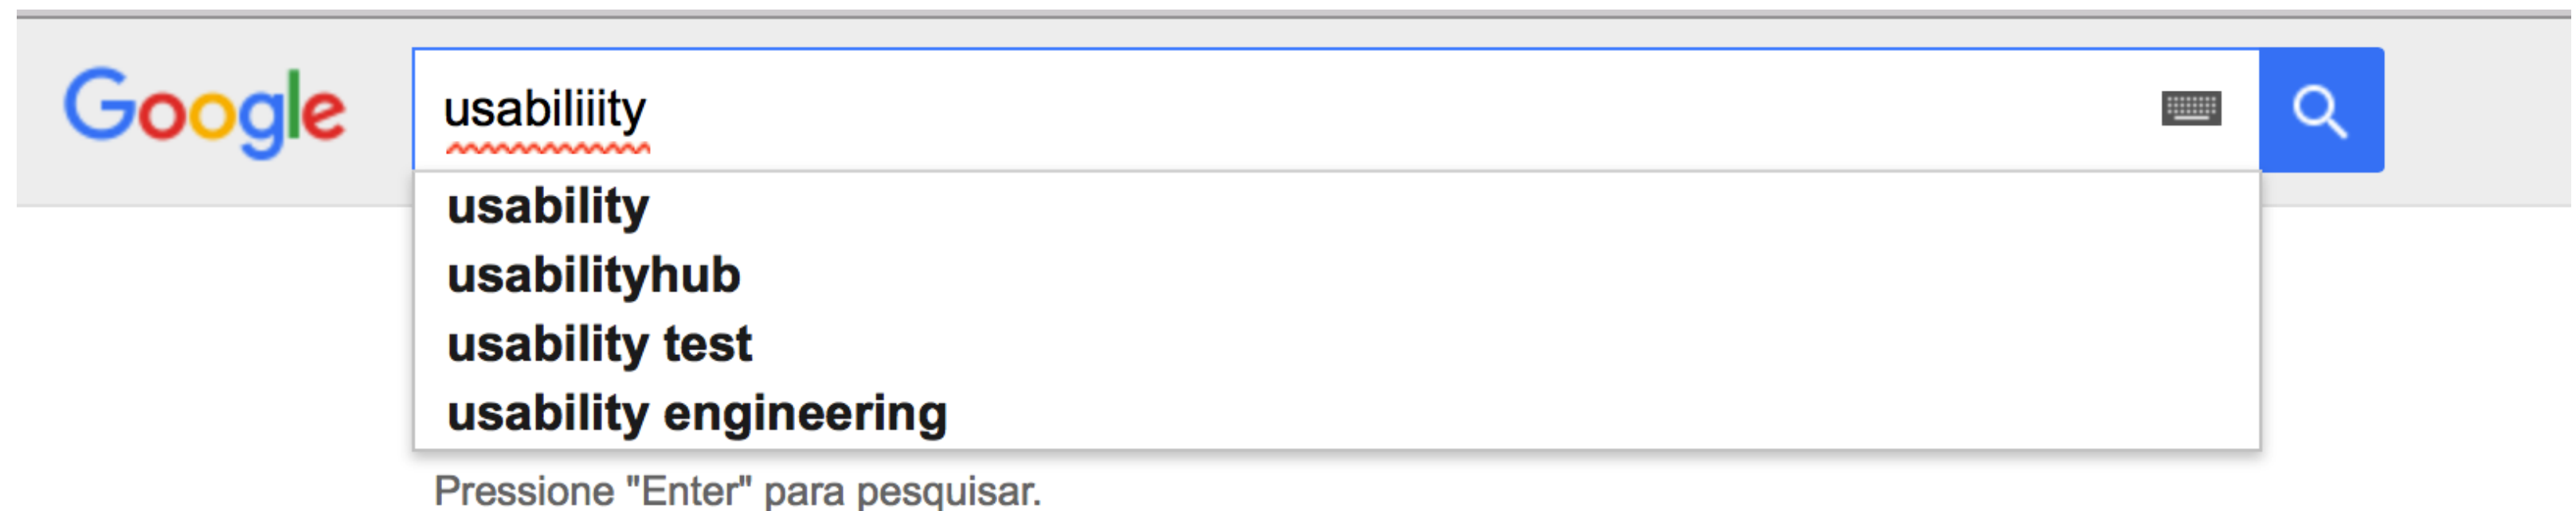 Google
usabiliiity
usability
usabilityhub
usability test
usability engineering
Pressione "Enter" para pesquisar.